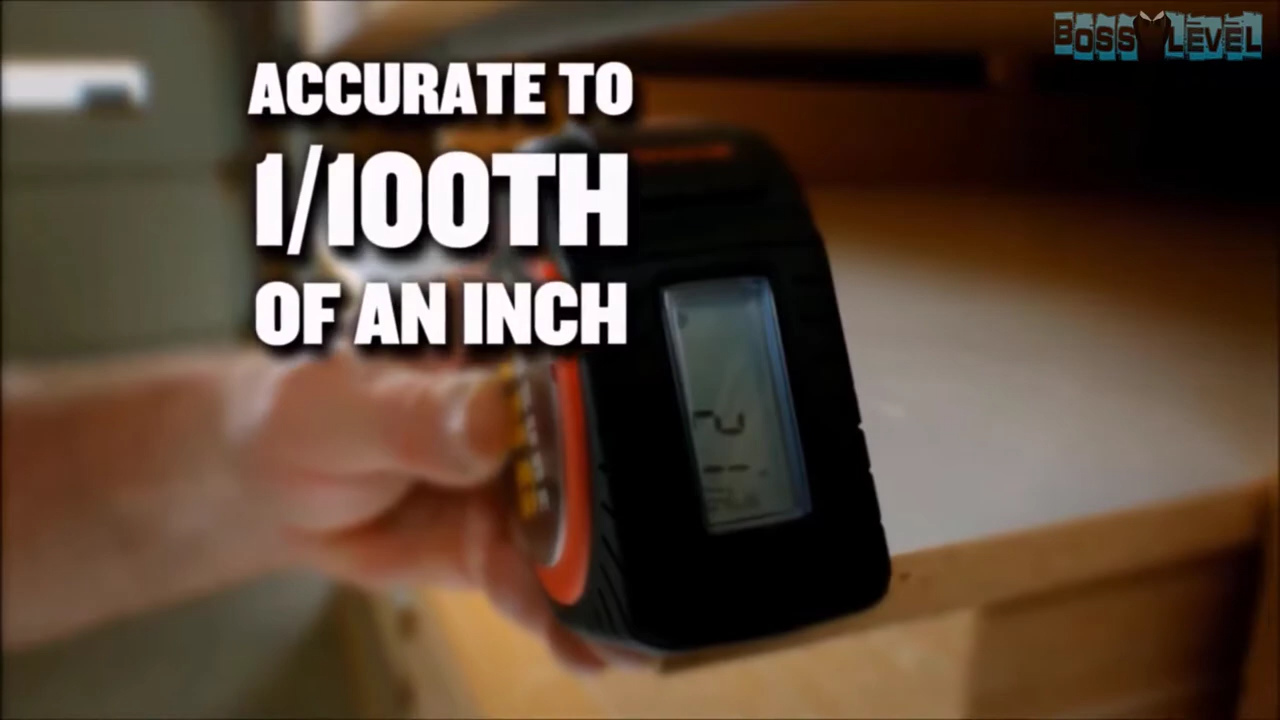 BOSS LEVEL
ACCURATE TO
1/100TH
OF AN INCH